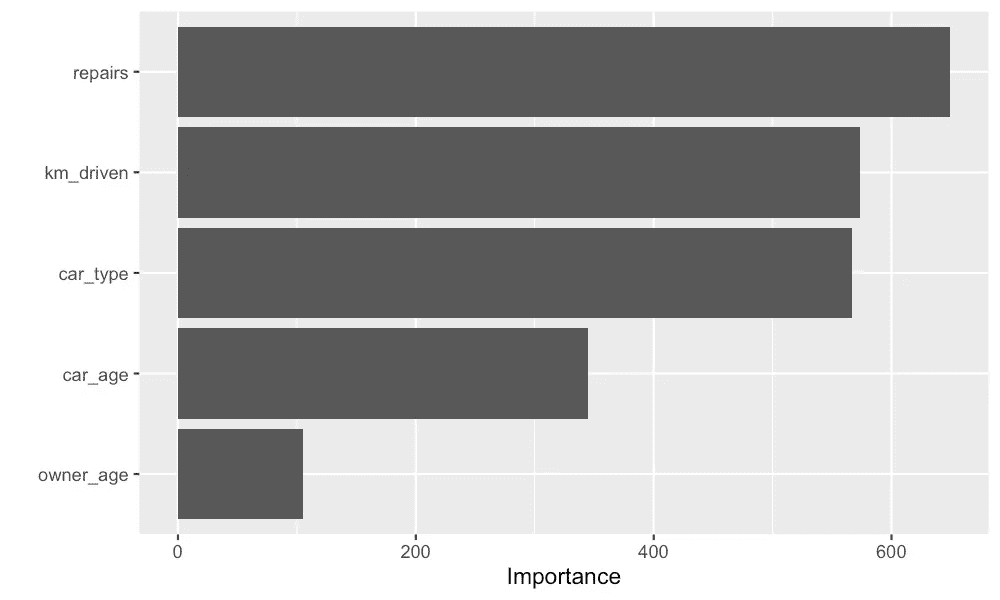 repairs
km_driven
car_type
car_age
owner_age
0 200 400 600
Importance